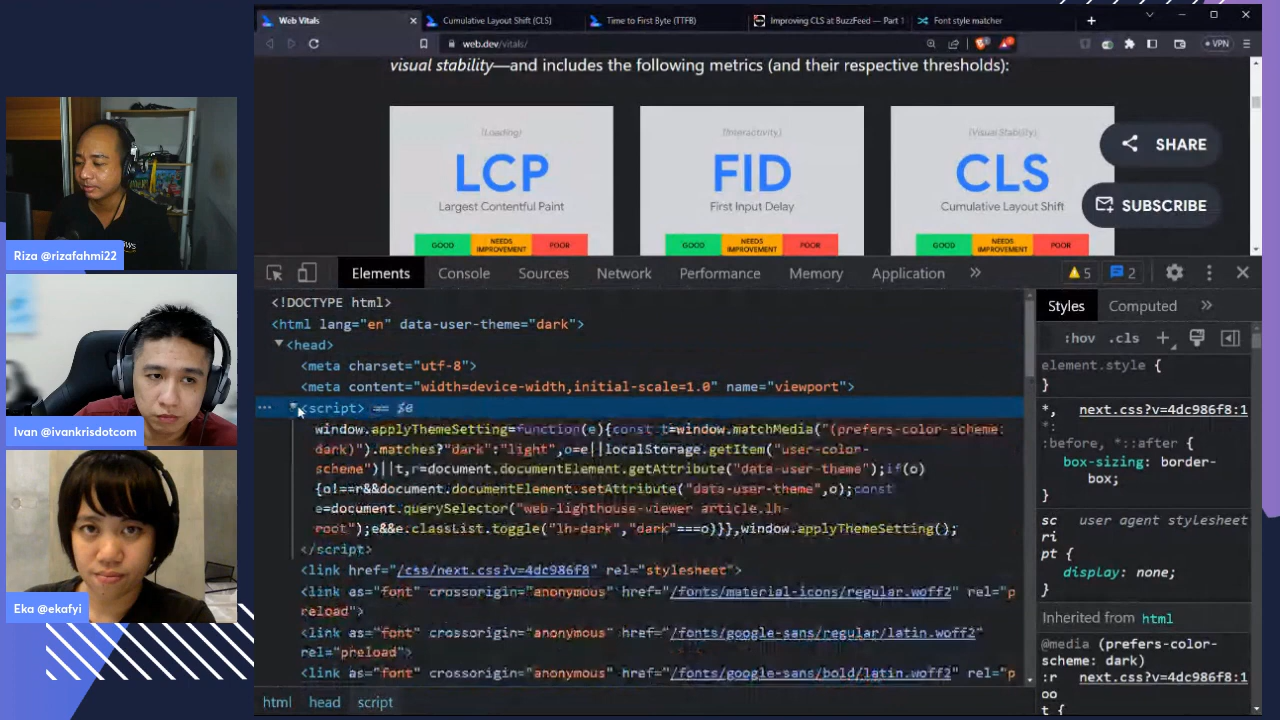 Web Vitals
Cumulative Layout Shift (CLS)
Time to First Byte (TTFB)
Improving CLS at BuzzFeed — Part 1
Font style matcher
web.dev/vitals/
VPN
visual stability—and includes the following metrics (and their respective thresholds):
(Loading)
LCP
Largest Contentful Paint
GOOD
NEEDS IMPROVEMENT
POOR
(Interactivity)
FID
First Input Delay
GOOD
NEEDS IMPROVEMENT
POOR
(Visual Stability)
CLS
Cumulative Layout Shift
GOOD
NEEDS IMPROVEMENT
POOR
SHARE
SUBSCRIBE
Riza @rizafahmi22
Ivan @ivankrisdotcom
Eka @ekafyi
Elements
Console
Sources
Network
Performance
Memory
Application
»
5
2
<!DOCTYPE html>
<html lang="en" data-user-theme="dark">
<head>
<meta charset="utf-8">
<meta content="width=device-width,initial-scale=1.0" name="viewport">
<script> == $0
window.applyThemeSetting=function(e){const t=window.matchMedia("(prefers-color-scheme:
dark)").matches?"dark":"light",o=e||localStorage.getItem("user-color-
scheme")||t,r=document.documentElement.getAttribute("data-user-theme");if(o)
{o!==r&&document.documentElement.setAttribute("data-user-theme",o);const
e=document.querySelector("web-lighthouse-viewer article.lh-
root");e&&e.classList.toggle("lh-dark","dark"===o)}},window.applyThemeSetting();
</script>
<link href="/css/next.css?v=4dc986f8" rel="stylesheet">
<link as="font" crossorigin="anonymous" href="/fonts/material-icons/regular.woff2" rel="p
reload">
<link as="font" crossorigin="anonymous" href="/fonts/google-sans/regular/latin.woff2"
rel="preload">
<link as="font" crossorigin="anonymous" href="/fonts/google-sans/bold/latin.woff2" rel="p
html
head
script
Styles
Computed
»
:hov
.cls
element.style {
}
*,
next.css?v=4dc986f8:1
*
:before, *::after {
box-sizing: border-
box;
}
sc
ri
pt {
user agent stylesheet
display: none;
}
Inherited from html
@media (prefers-color-
scheme: dark)
:r
oo
t {
next.css?v=4dc986f8:1